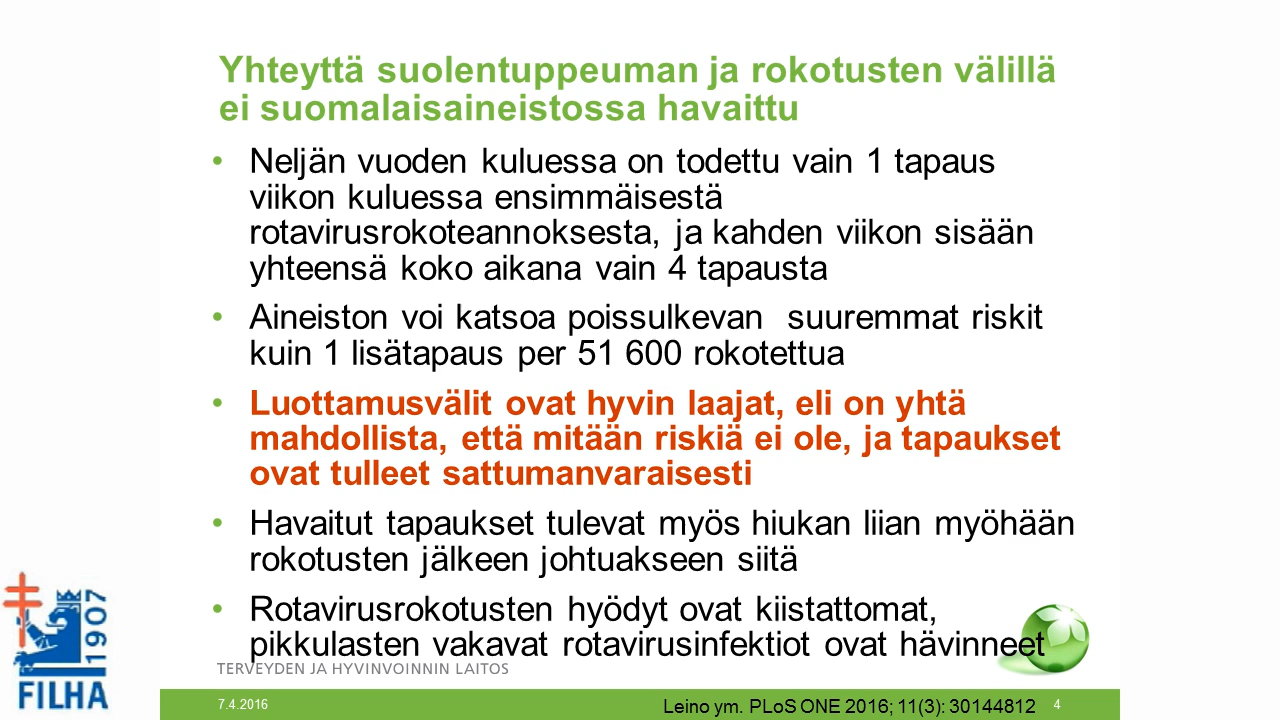 Yhteyttä suolentuppeuman ja rokotusten välillä
ei suomalaisaineistossa havaittu
• Neljän vuoden kuluessa on todettu vain 1 tapaus
viikon kuluessa ensimmäisestä
rotavirusrokoteannoksesta, ja kahden viikon sisään
yhteensä koko aikana vain 4 tapausta
• Aineiston voi katsoa poissulkevan suuremmat riskit
kuin 1 lisätapaus per 51 600 rokotettua
• Luottamusvälit ovat hyvin laajat, eli on yhtä
mahdollista, että mitään riskiä ei ole, ja tapaukset
ovat tulleet sattumanvaraisesti
• Havaitut tapaukset tulevat myös hiukan liian myöhään
rokotusten jälkeen johtuakseen siitä
• Rotavirusrokotusten hyödyt ovat kiistattomat,
pikkulasten vakavat rotavirusinfektiot ovat hävinneet
TERVEYDEN JA HYVINVOINNIN LAITOS
1907
FILHA
7.4.2016
Leino ym. PLoS ONE 2016; 11(3): 30144812
4